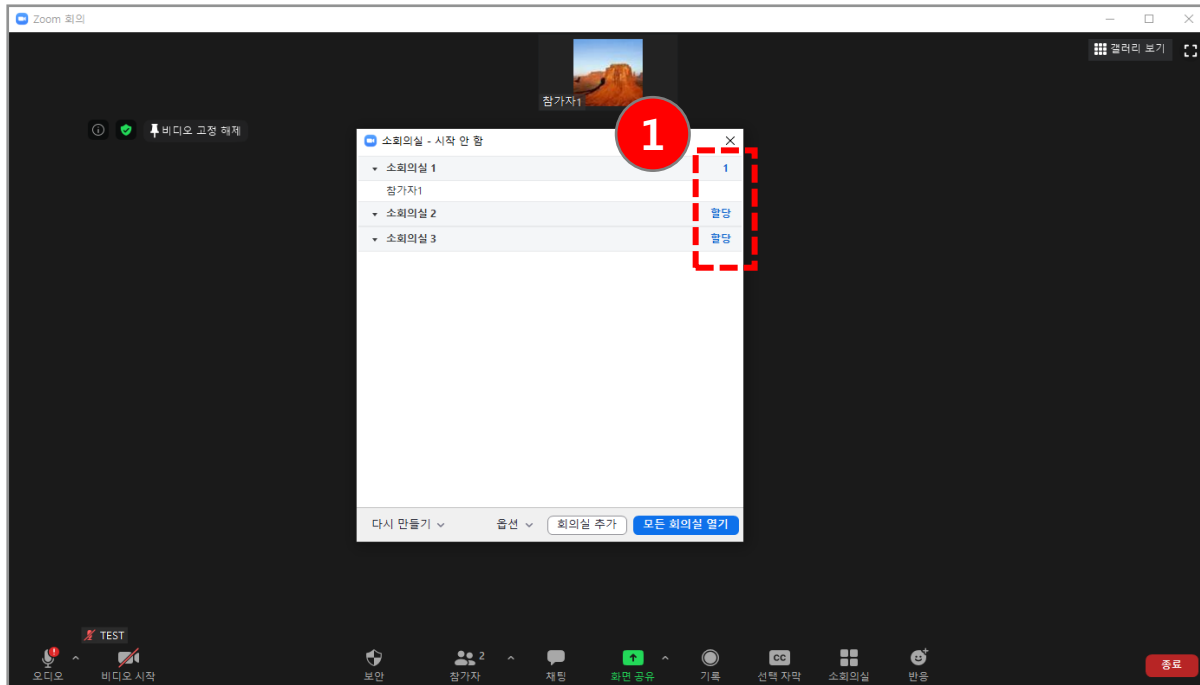 Zoom 회의
갤러리 보기
참가자1
비디오 고정 해제
1
소회의실 - 시작 안 함
소회의실 1 1
참가자1
소회의실 2 할당
소회의실 3 할당
다시 만들기 옵션 회의실 추가 모든 회의실 열기
TEST
오디오 비디오 시작 보안 참가자 2 채팅 화면 공유 기록 CC 선택 자막 소회의실 반응 종료